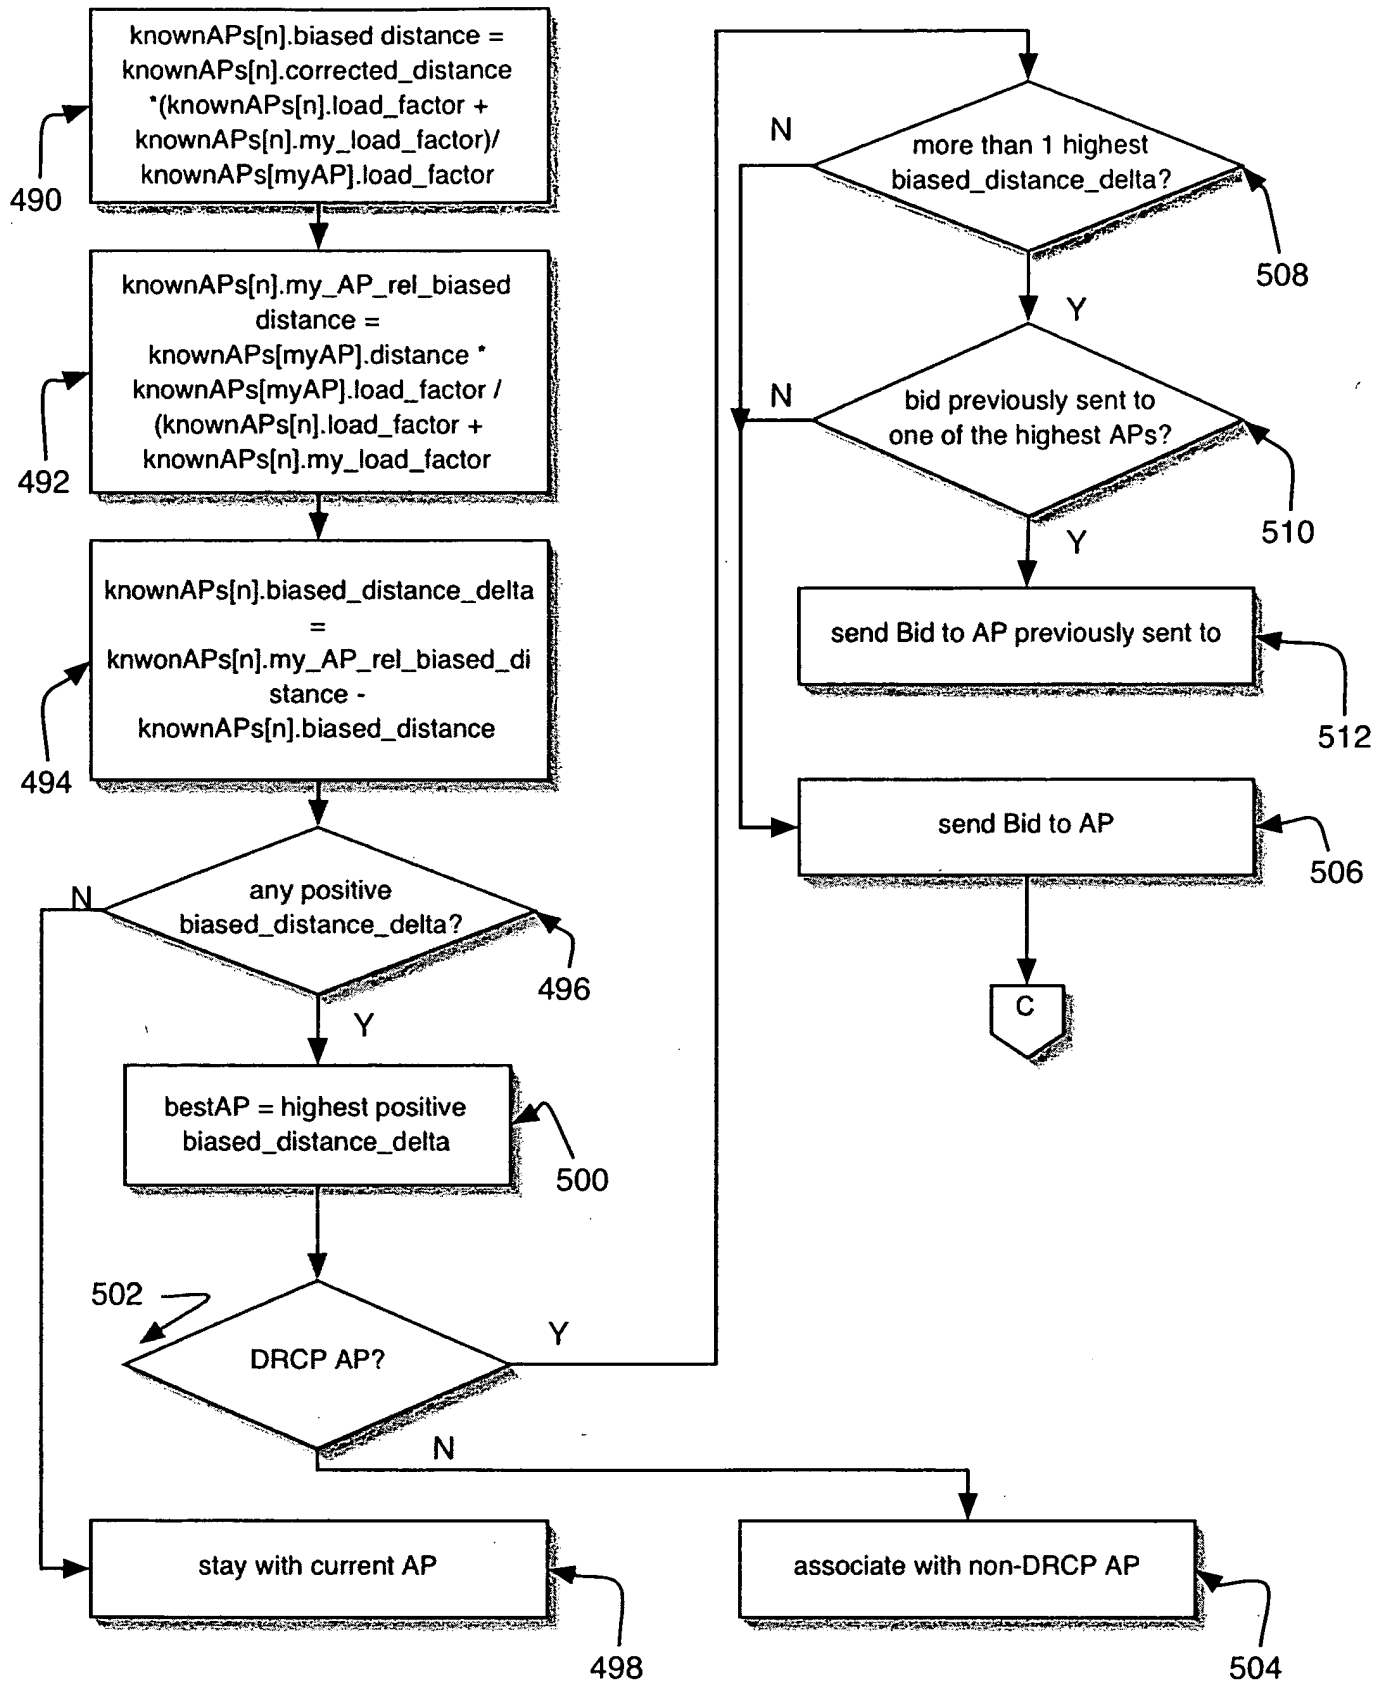 knownAPs[n].biased distance =
knownAPs[n].corrected_distance
*(knownAPs[n].load_factor +
knownAPs[n].my_load_factor)/
knownAPs[myAP].load_factor
490
knownAPs[n].my_AP_rel_biased
distance =
knownAPs[myAP].distance *
knownAPs[myAP].load_factor /
(knownAPs[n].load_factor +
knownAPs[n].my_load_factor
492
knownAPs[n].biased_distance_delta
=
knwonAPs[n].my_AP_rel_biased_di
stance -
knownAPs[n].biased_distance
494
any positive
biased_distance_delta?
N
496
Y
bestAP = highest positive
biased_distance_delta
500
502
DRCP AP?
Y
N
stay with current AP
498
associate with non-DRCP AP
504
more than 1 highest
biased_distance_delta?
N
508
Y
bid previously sent to
one of the highest APs?
N
510
Y
send Bid to AP previously sent to
512
send Bid to AP
506
C